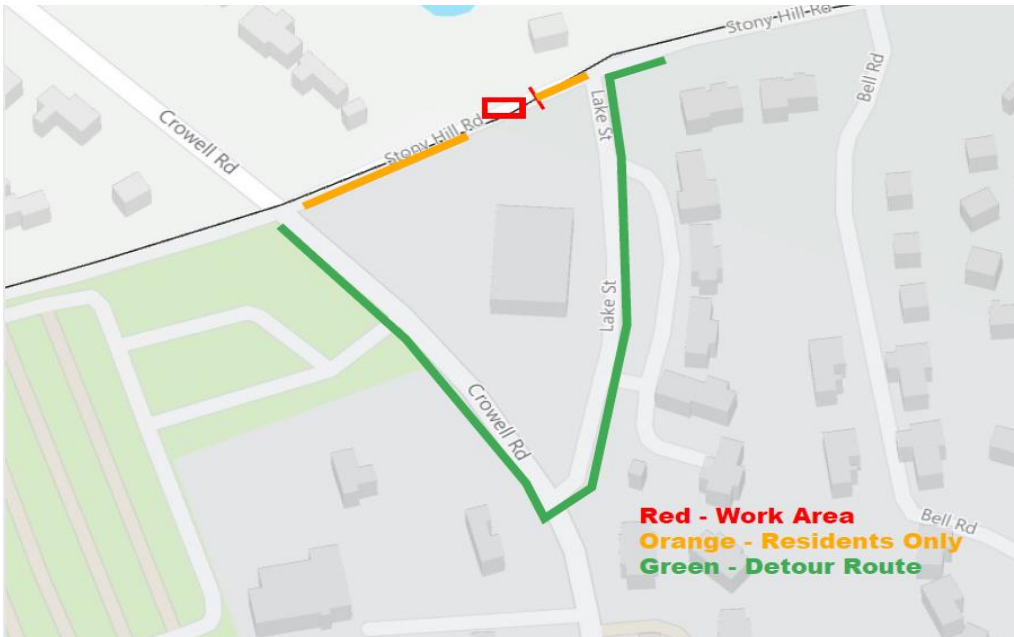 Stony Hill Rd
Bell Rd
Crowell Rd
Stony Hill Rd
Lake St
Lake St
Crowell Rd
Red - Work Area
Bell Rd
Orange - Residents Only
Green - Detour Route